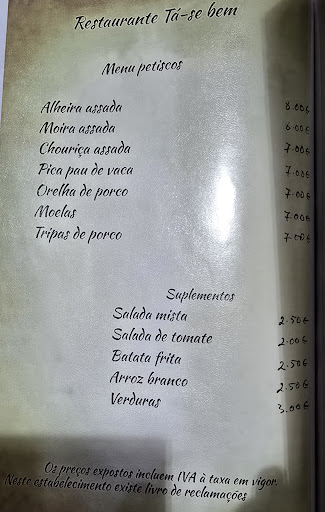 Restaurante Tá-se bem
Menu petiscos
Alheira assada 8.00€
Moira assada 6.00€
Chouriça assada 7.00€
Pica pau de vaca 7.00€
Orelha de porco 7.00€
Moelas 7.00€
Tripas de porco 7.00€
Suplementos
Salada mista 2.50€
Salada de tomate 2.00€
Batata frita 2.50€
Arroz branco 2.50€
Verduras 3.00€
Os preços expostos incluem IVA à taxa em vigor.
Neste estabelecimento existe livro de reclamações